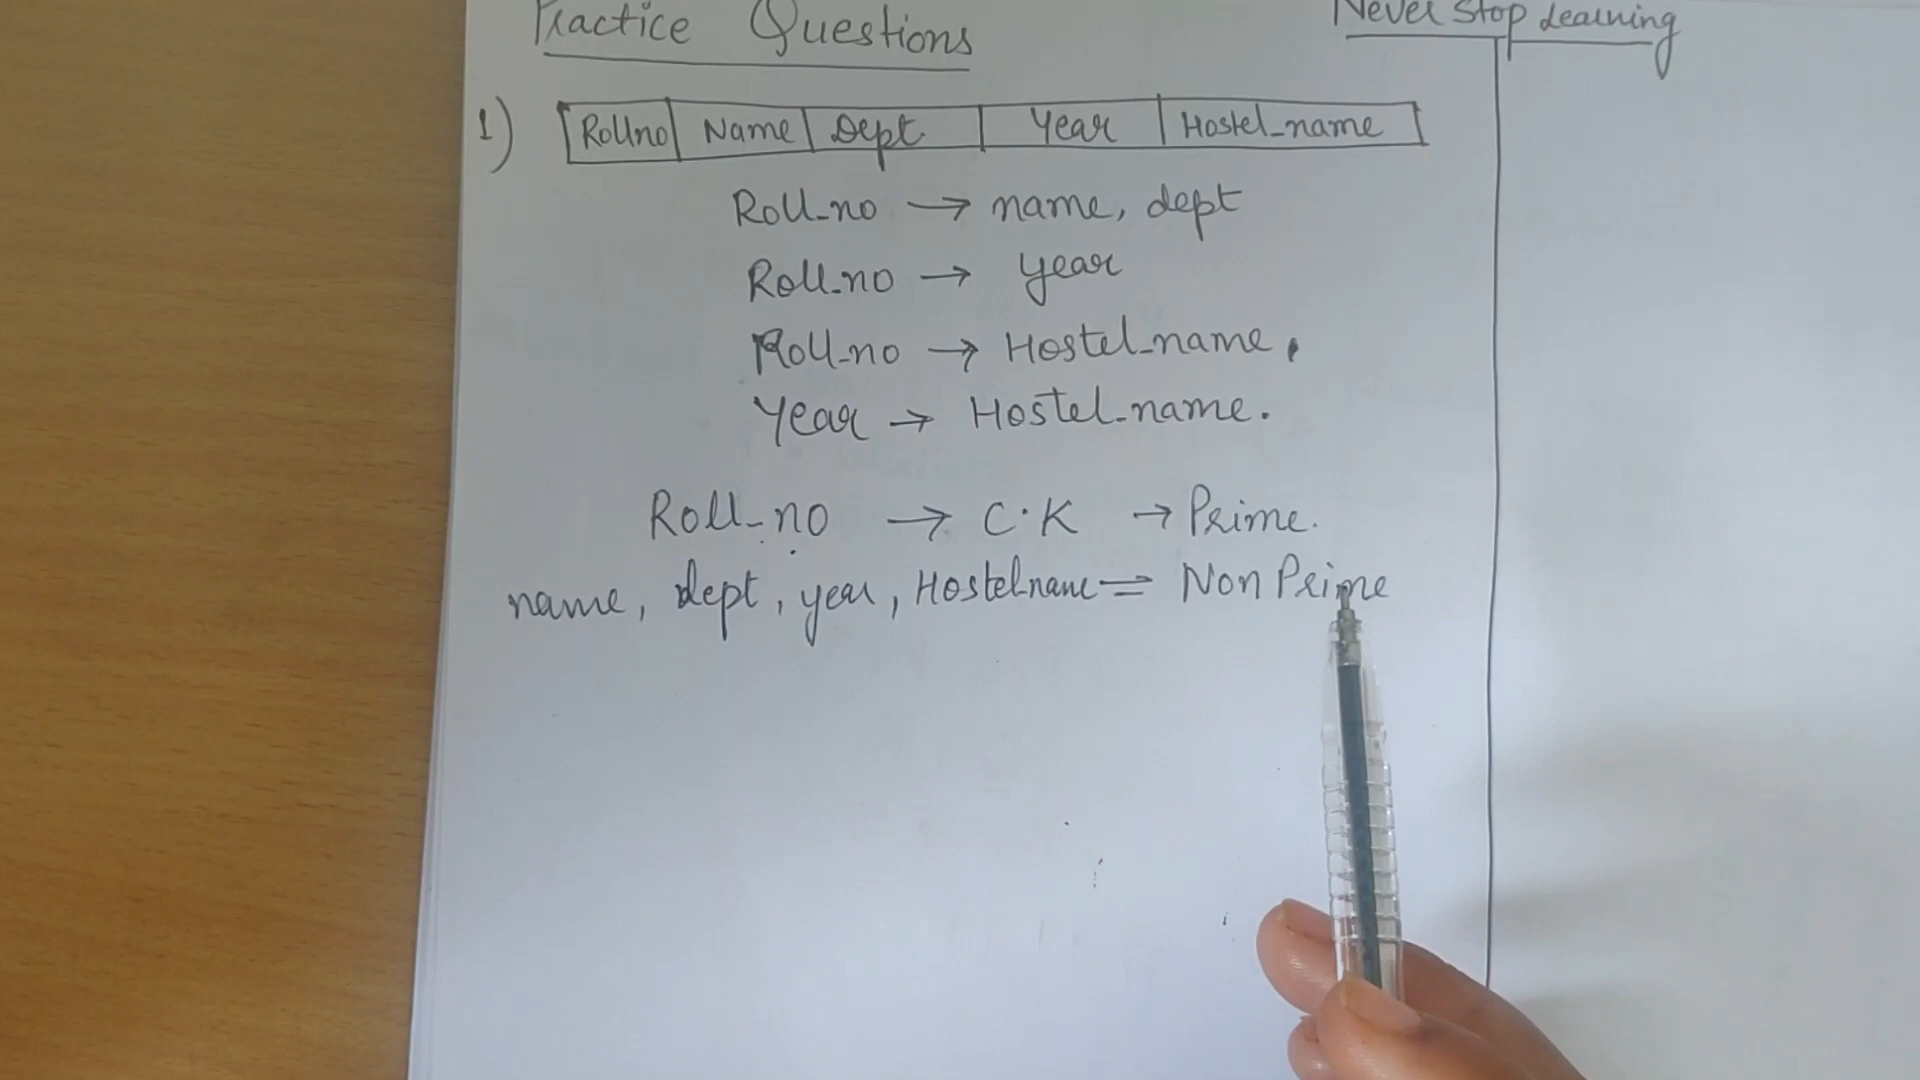 Practice Questions
Never Stop Learning
1) Rollno Name Dept Year Hostel_name
Roll_no → name, dept
Roll_no → year
Roll_no → Hostel_name.
Year → Hostel_name.
Roll_no → C.K → Prime.
name, dept, year, Hostelname = Non Prime